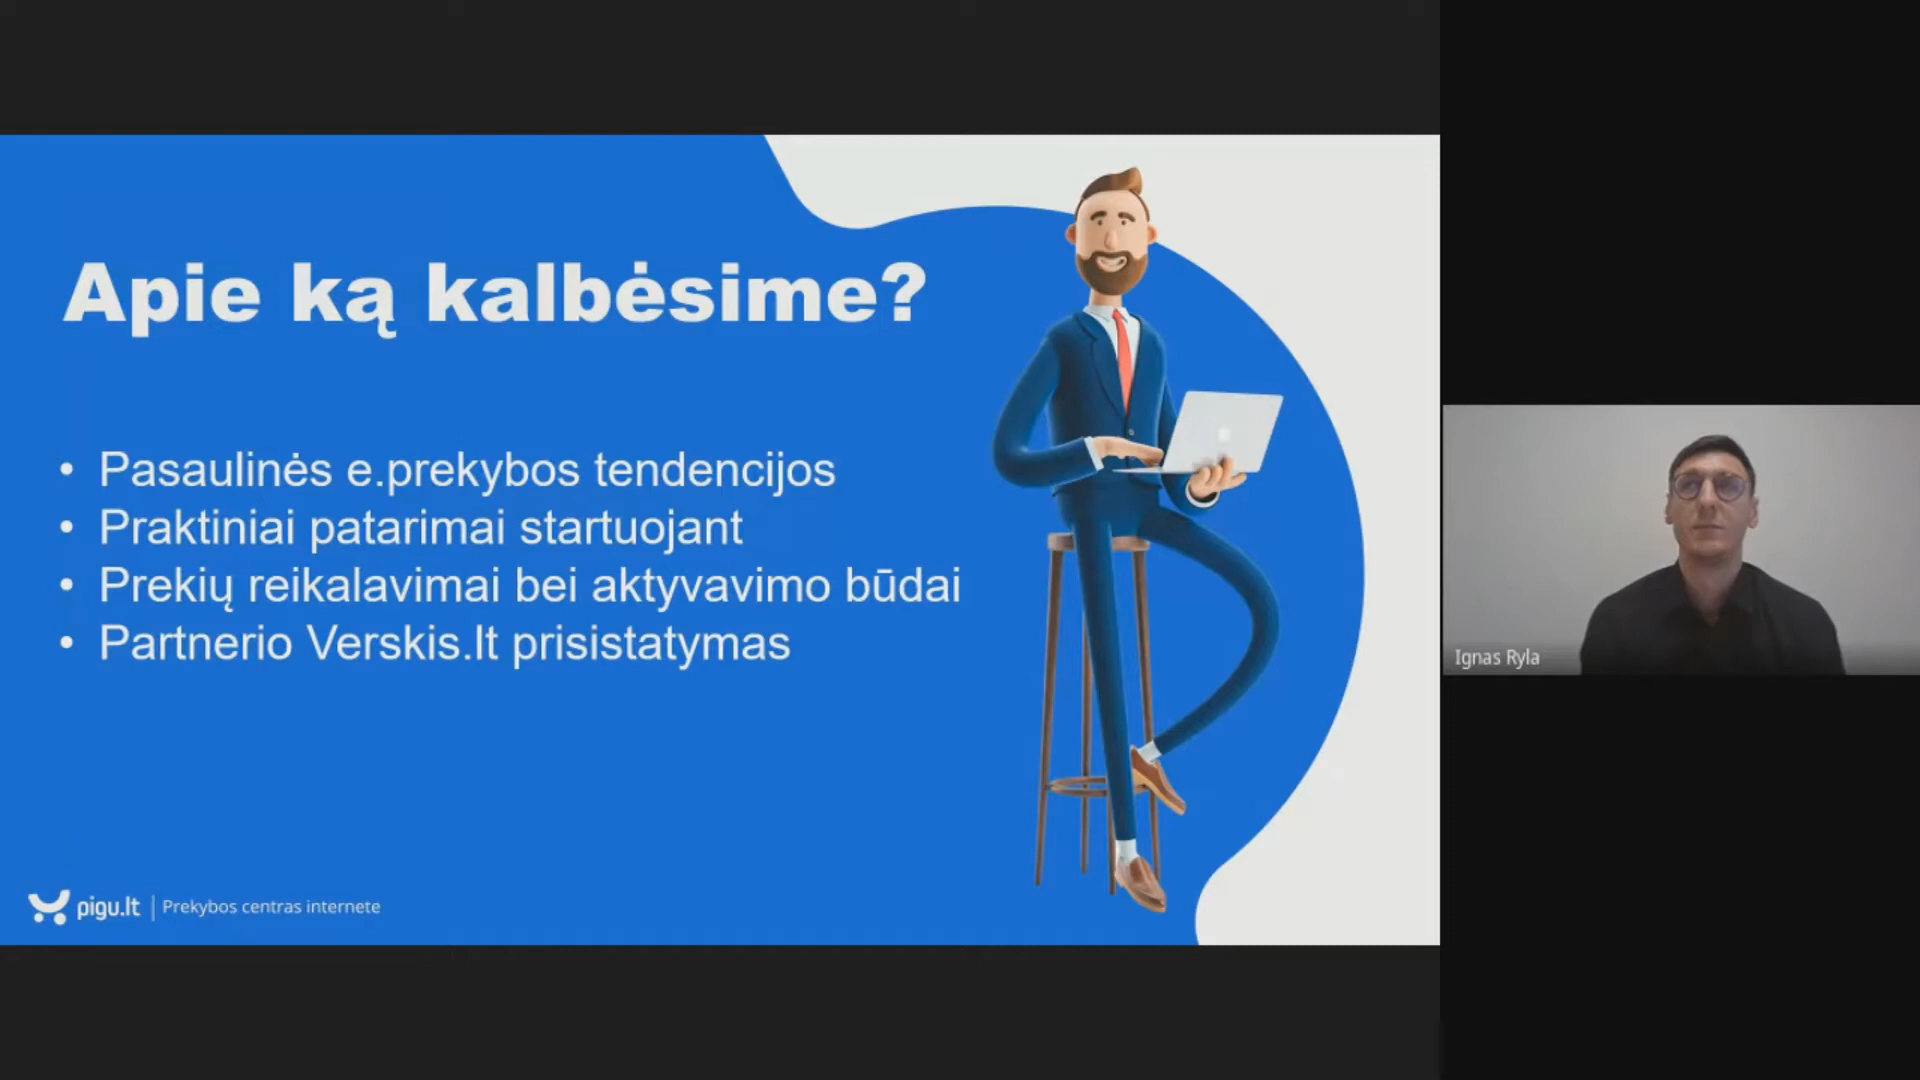 Apie ką kalbėsime?
• Pasaulinės e.prekybos tendencijos
• Praktiniai patarimai startuojant
• Prekių reikalavimai bei aktyvavimo būdai
• Partnerio Verskis.lt prisistatymas
pigu.lt | Prekybos centras internete
Ignas Ryla